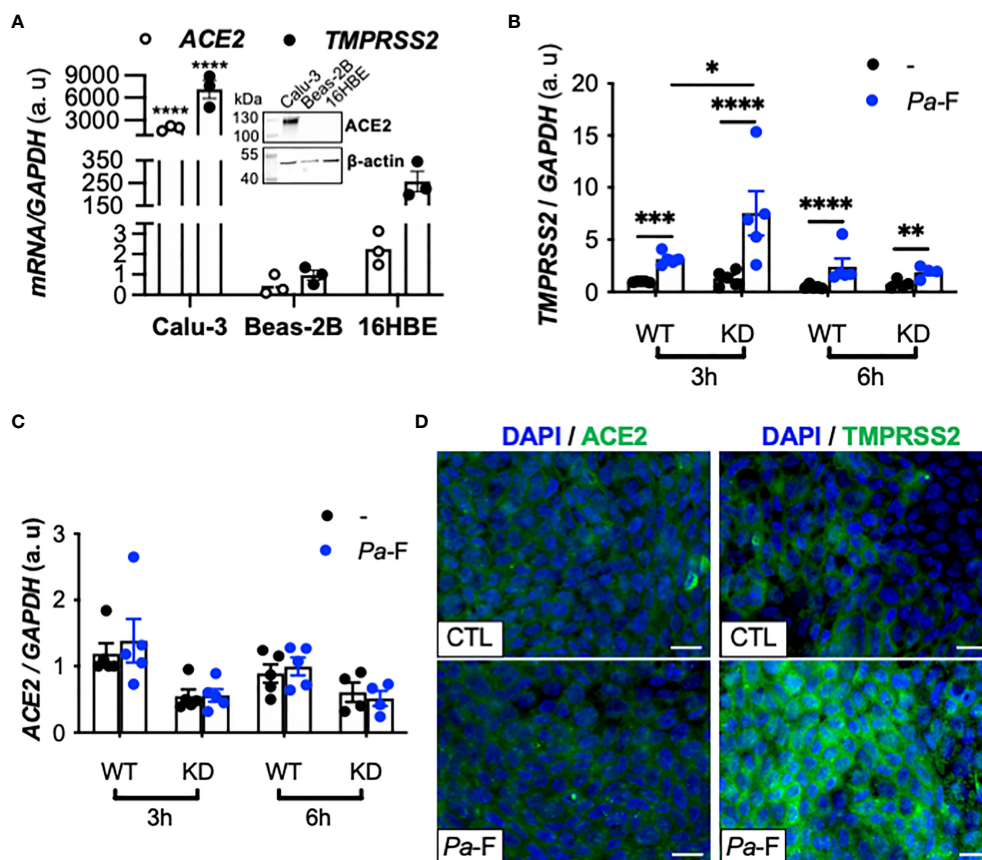 A
ACE2 TMPRSS2
mRNA/GAPDH (a. u)
9000
6000
3000
350
250
150
3
2
1
0
****
****
kDa
Calu-3
Beas-2B
16HBE
130
100
ACE2
55
40
β-actin
Calu-3 Beas-2B 16HBE
B
TMPRSS2 / GAPDH (a. u)
20
15
10
5
0
-
Pa-F
*
****
***
****
**
WT KD WT KD
3h 6h
C
ACE2 / GAPDH (a. u)
3
2
1
0
-
Pa-F
WT KD WT KD
3h 6h
D
DAPI / ACE2 DAPI / TMPRSS2
CTL CTL
Pa-F Pa-F